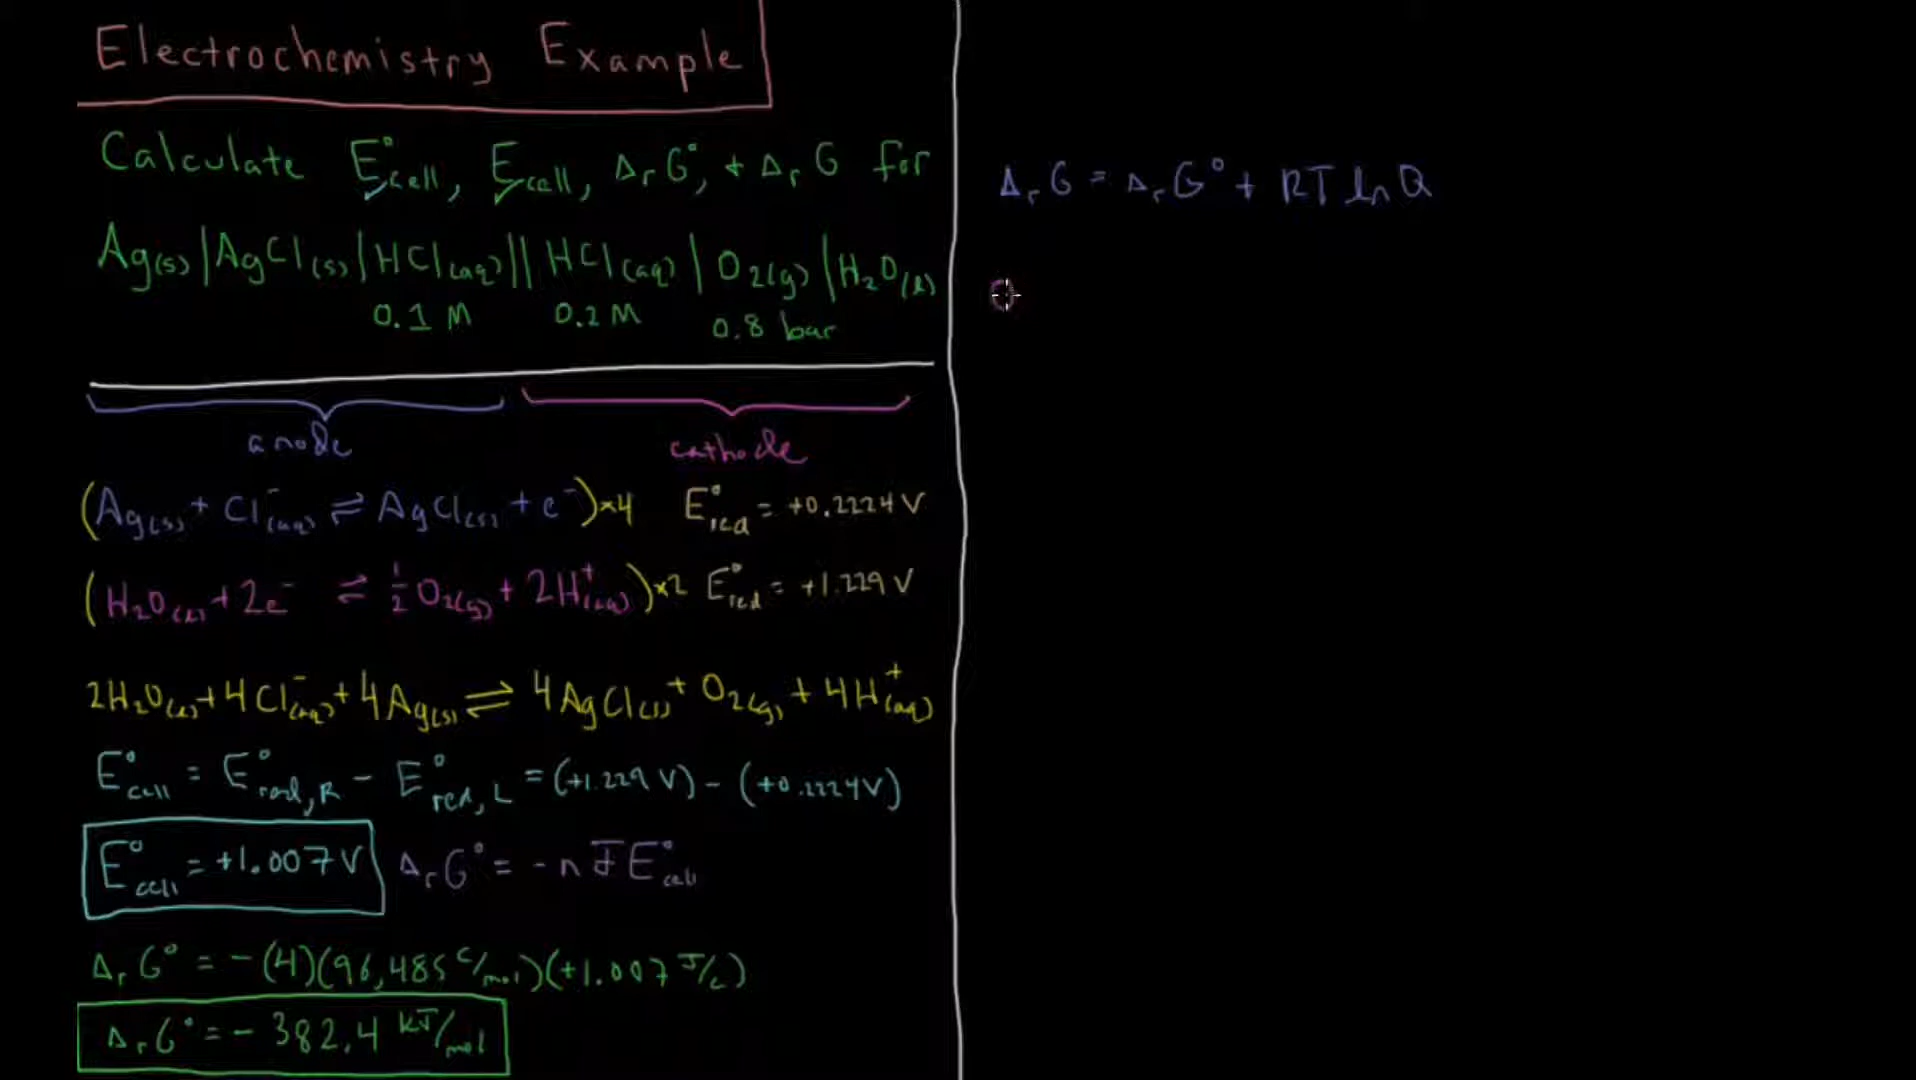 Electrochemistry Example
Calculate E°cell, Ecell, ΔrG°, + ΔrG for
Ag(s) | AgCl(s) | HCl(aq) || HCl(aq) | O2(g) | H2O(l)
0.1 M 0.2 M 0.8 bar
anode cathode
(Ag(s) + Cl⁻(aq) ⇌ AgCl(s) + e⁻) ×4 E°red = +0.2224 V
(H2O(l) + 2e⁻ ⇌ ½ O2(g) + 2H⁺(aq)) ×2 E°red = +1.229 V
2H2O(l) + 4Cl⁻(aq) + 4Ag(s) ⇌ 4AgCl(s) + O2(g) + 4H⁺(aq)
E°cell = E°red,R - E°red,L = (+1.229 V) - (+0.2224 V)
E°cell = +1.007 V ΔrG° = -nFE°cell
ΔrG° = -(4)(96,485 C/mol)(+1.007 J/C)
ΔrG° = -382.4 kJ/mol
ΔrG = ΔrG° + RT ln Q